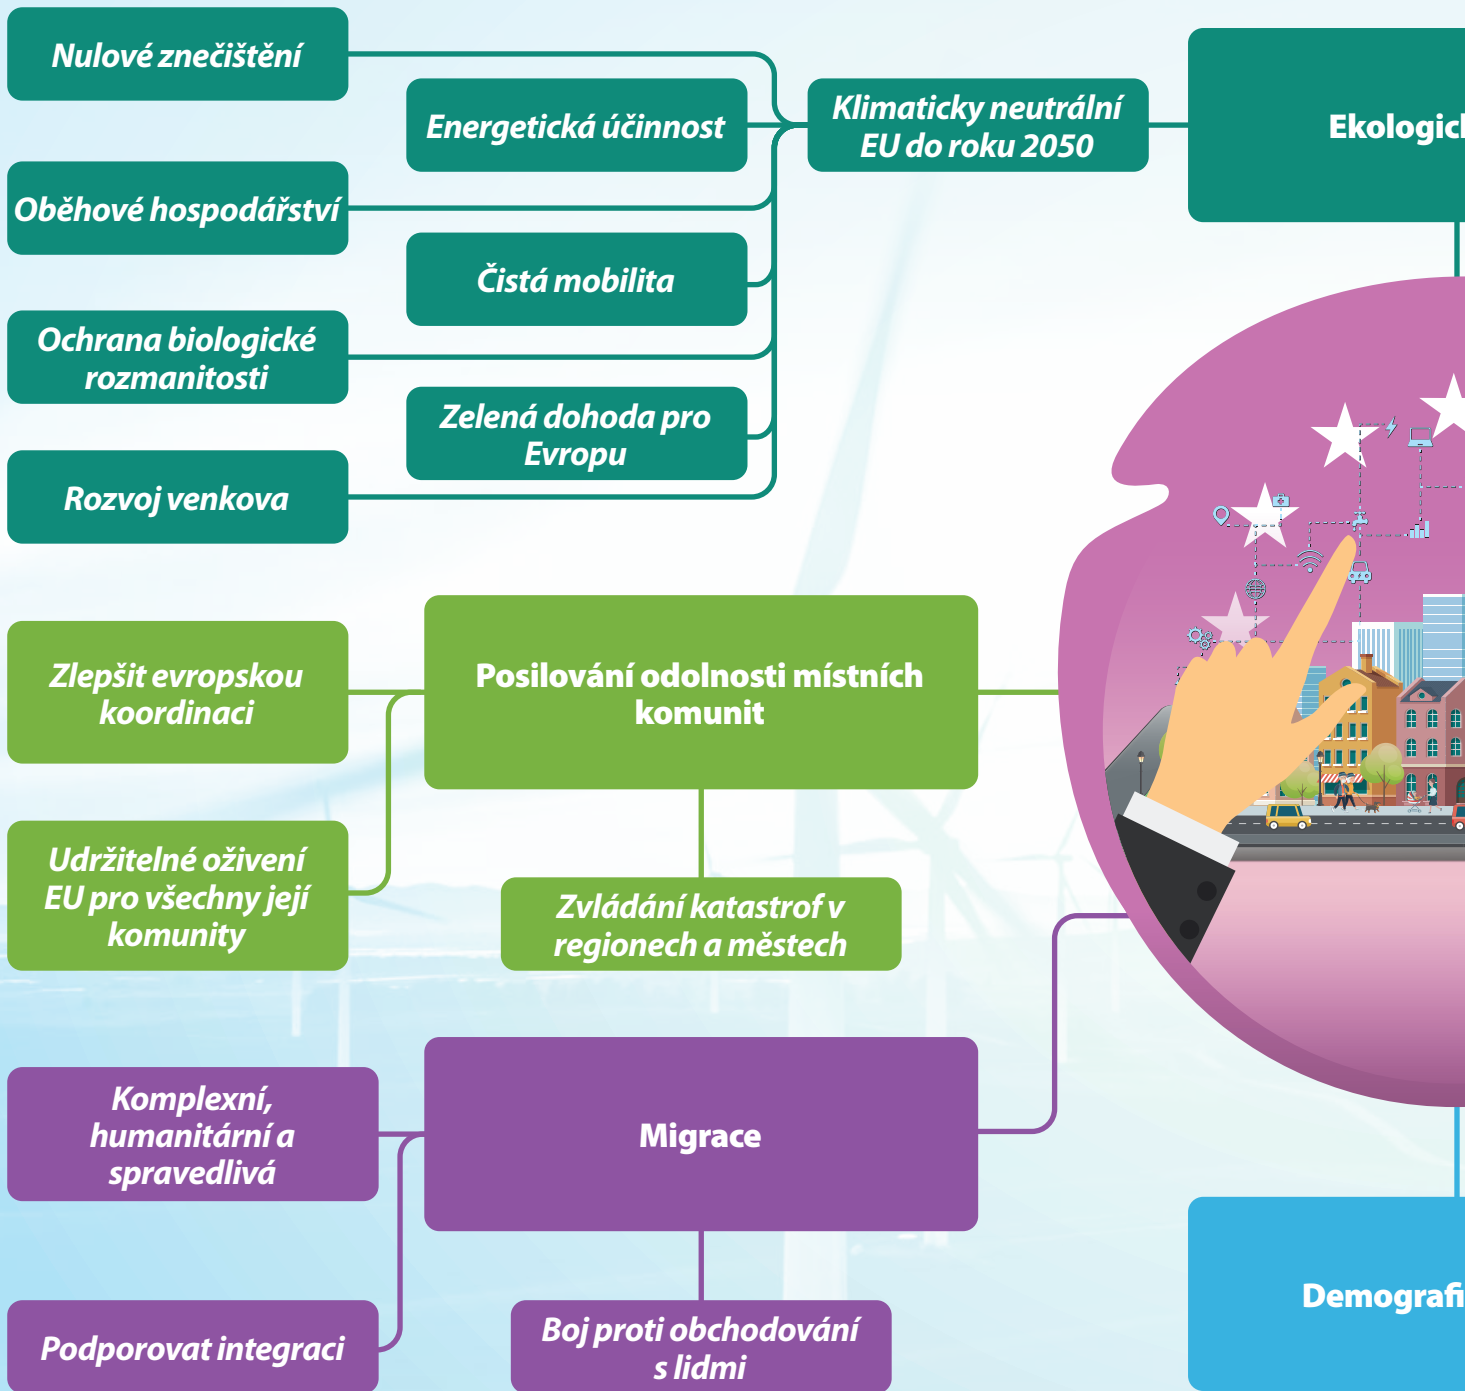 Nulové znečištění
Energetická účinnost
Klimaticky neutrální
EU do roku 2050
Oběhové hospodářství
Čistá mobilita
Ochrana biologické
rozmanitosti
Zelená dohoda pro
Evropu
Rozvoj venkova
Zlepšit evropskou
koordinaci
Posilování odolnosti místních
komunit
Udržitelné oživení
EU pro všechny její
komunity
Zvládání katastrof v
regionech a městech
Komplexní,
humanitární a
spravedlivá
Migrace
Podporovat integraci
Boj proti obchodování
s lidmi